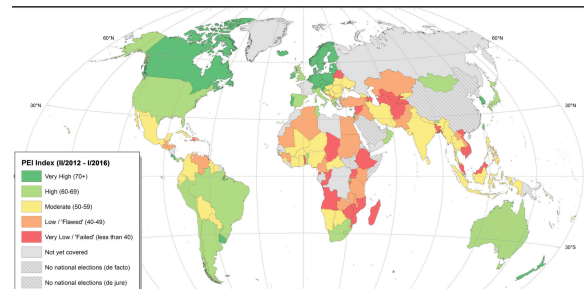 60°N
60°N
30°N
30°N
30°S
30°S
PEI Index (II/2012 - I/2016)
Very High (70+)
High (60-69)
Moderate (50-59)
Low / 'Flawed' (40-49)
Very Low / 'Failed' (less than 40)
Not yet covered
No national elections (de facto)
No national elections (de jure)